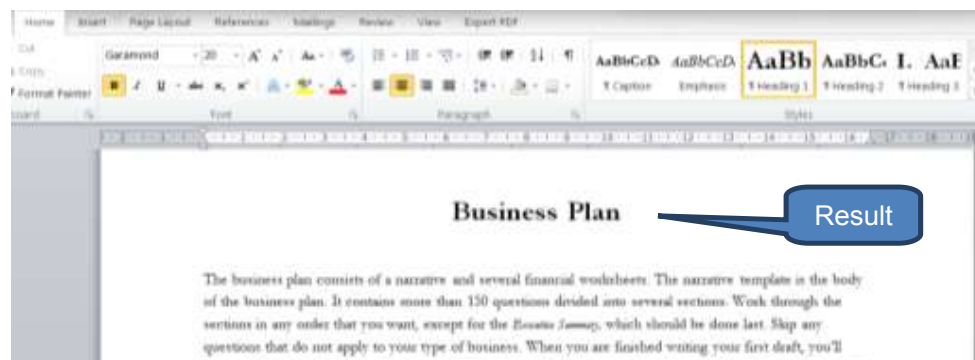 Home Insert Page Layout References Mailings Review View Expert PDF
Cut
Copy
Format Painter
Garamond 20
Font
Paragraph
AaBbCcD AaBbCcD AaBb AaBbC I. AaB
¶ Caption Emphasis ¶ Heading 1 ¶ Heading 2 ¶ Heading 3
Styles
Business Plan
Result
The business plan consists of a narrative and several financial worksheets. The narrative template is the body
of the business plan. It contains more than 150 questions divided into several sections. Work through the
sections in any order that you want, except for the Executive Summary, which should be done last. Skip any
questions that do not apply to your type of business. When you are finished writing your first draft, you'll